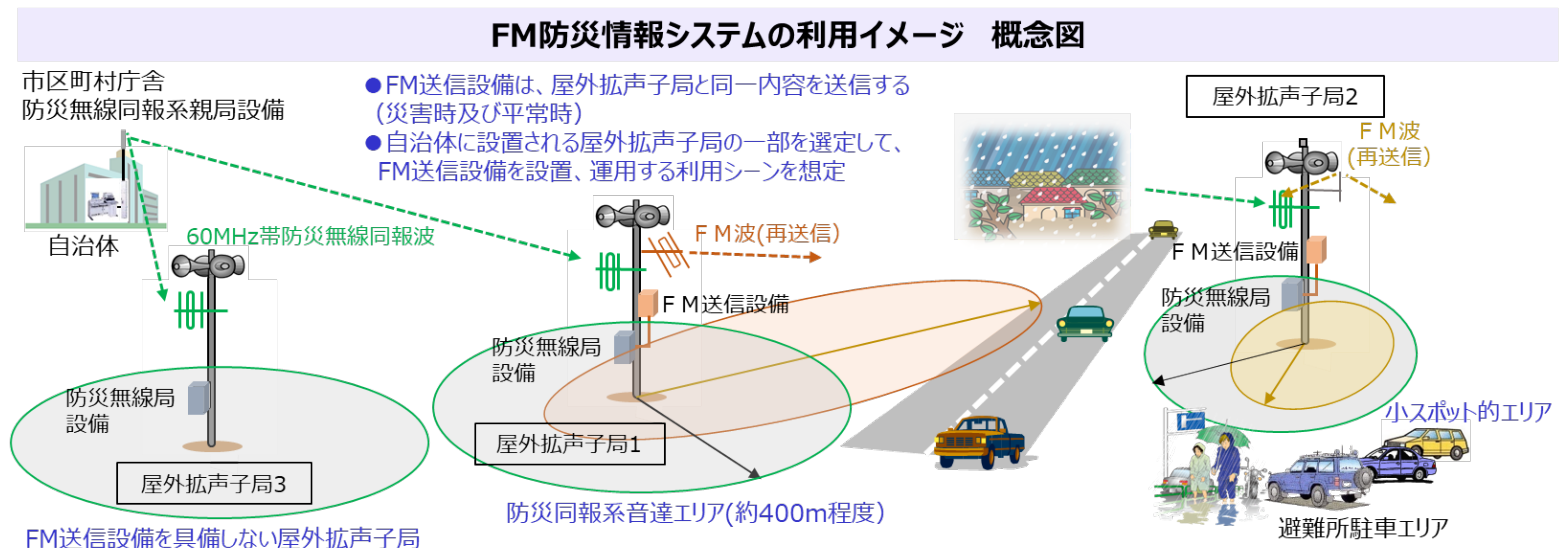 FM防災情報システムの利用イメージ　概念図
市区町村庁舎
防災無線同報系親局設備
自治体
●FM送信設備は、屋外拡声子局と同一内容を送信する
（災害時及び平常時）
●自治体に設置される屋外拡声子局の一部を選定して、
FM送信設備を設置、運用する利用シーンを想定
60MHz帯防災無線同報波
防災無線局
設備
屋外拡声子局3
FM送信設備を具備しない屋外拡声子局
ＦＭ波(再送信)
ＦＭ送信設備
防災無線局
設備
屋外拡声子局1
防災同報系音達エリア(約400m程度)
屋外拡声子局2
ＦＭ波
(再送信)
ＦＭ送信設備
防災無線局
設備
小スポット的エリア
避難所駐車エリア